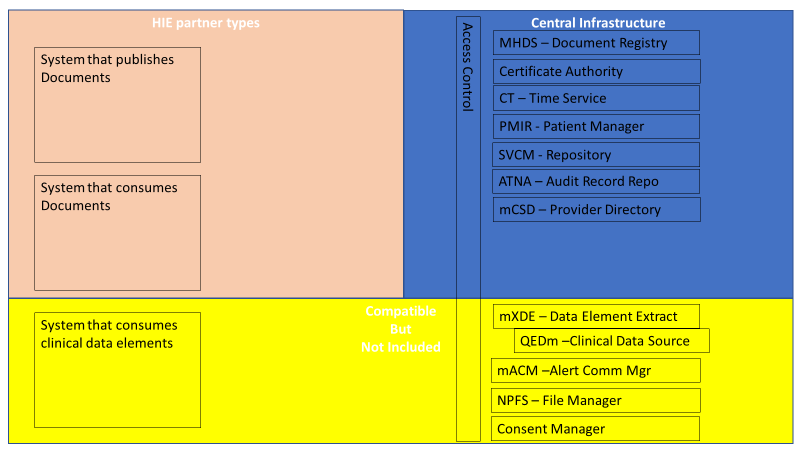 HIE partner types
System that publishes
Documents
System that consumes
Documents
System that consumes
clinical data elements
Compatible
But
Not Included
Access Control
Central Infrastructure
MHDS – Document Registry
Certificate Authority
CT – Time Service
PMIR - Patient Manager
SVCM - Repository
ATNA – Audit Record Repo
mCSD – Provider Directory
mXDE – Data Element Extract
QEDm –Clinical Data Source
mACM –Alert Comm Mgr
NPFS – File Manager
Consent Manager